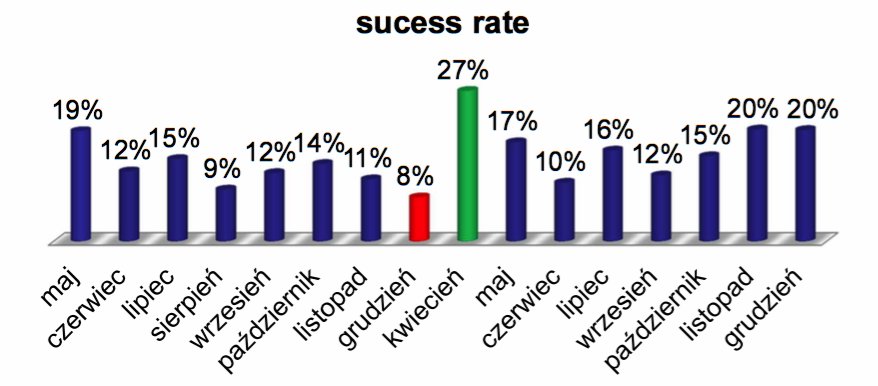 sucess rate
19%
12%
15%
9%
12%
14%
11%
8%
27%
17%
10%
16%
12%
15%
20%
20%
maj
czerwiec
lipiec
sierpień
wrzesień
październik
listopad
grudzień
kwiecień
maj
czerwiec
lipiec
wrzesień
październik
listopad
grudzień